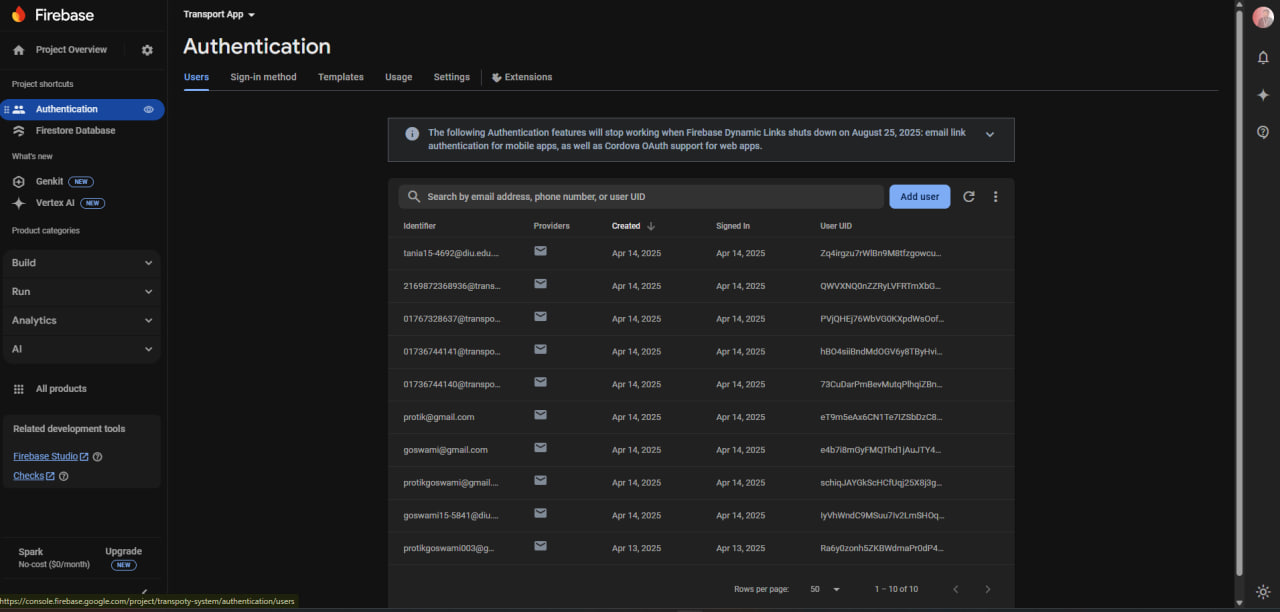 Firebase
Project Overview
Project shortcuts
Authentication
Firestore Database
What's new
Genkit NEW
Vertex AI NEW
Product categories
Build
Run
Analytics
AI
All products
Related development tools
Firebase Studio
Checks
Spark
No-cost ($0/month)
Upgrade
NEW
https://console.firebase.google.com/project/transpoty-system/authentication/users
Transport App
Authentication
Users Sign-in method Templates Usage Settings Extensions
The following Authentication features will stop working when Firebase Dynamic Links shuts down on August 25, 2025: email link
authentication for mobile apps, as well as Cordova OAuth support for web apps.
Search by email address, phone number, or user UID Add user
Identifier Providers Created Signed In User UID
tania15-4692@diu.edu.... Apr 14, 2025 Apr 14, 2025 Zq4irgzu7rWlBn9M8tfzgowcu...
2169872368936@trans... Apr 14, 2025 Apr 14, 2025 QWVXNQ0nZZRyLVFRTmXbG...
01767328637@transpo... Apr 14, 2025 Apr 14, 2025 PVjQHEj76WbVG0KXpdWsOof...
01736744141@transpo... Apr 14, 2025 Apr 14, 2025 hBO4siiBndMdOGV6y8TByHvi...
01736744140@transpo... Apr 14, 2025 Apr 14, 2025 73CuDarPmBevMutqPlhqiZBn...
protik@gmail.com Apr 14, 2025 Apr 14, 2025 eT9m5eAx6CN1Te7IZSbDzC8...
goswami@gmail.com Apr 14, 2025 Apr 14, 2025 e4b7i8mGyFMQThd1jAuJTY4...
protikgoswami@gmail.... Apr 14, 2025 Apr 14, 2025 schiqJAYGkScHCfUqj25X8j3g...
goswami15-5841@diu.... Apr 14, 2025 Apr 14, 2025 IyVhWndC9MSuu7Iv2LmSHOq...
protikgoswami003@g... Apr 13, 2025 Apr 13, 2025 Ra6y0zonh5ZKBWdmaPr0dP4...
Rows per page: 50 1 – 10 of 10